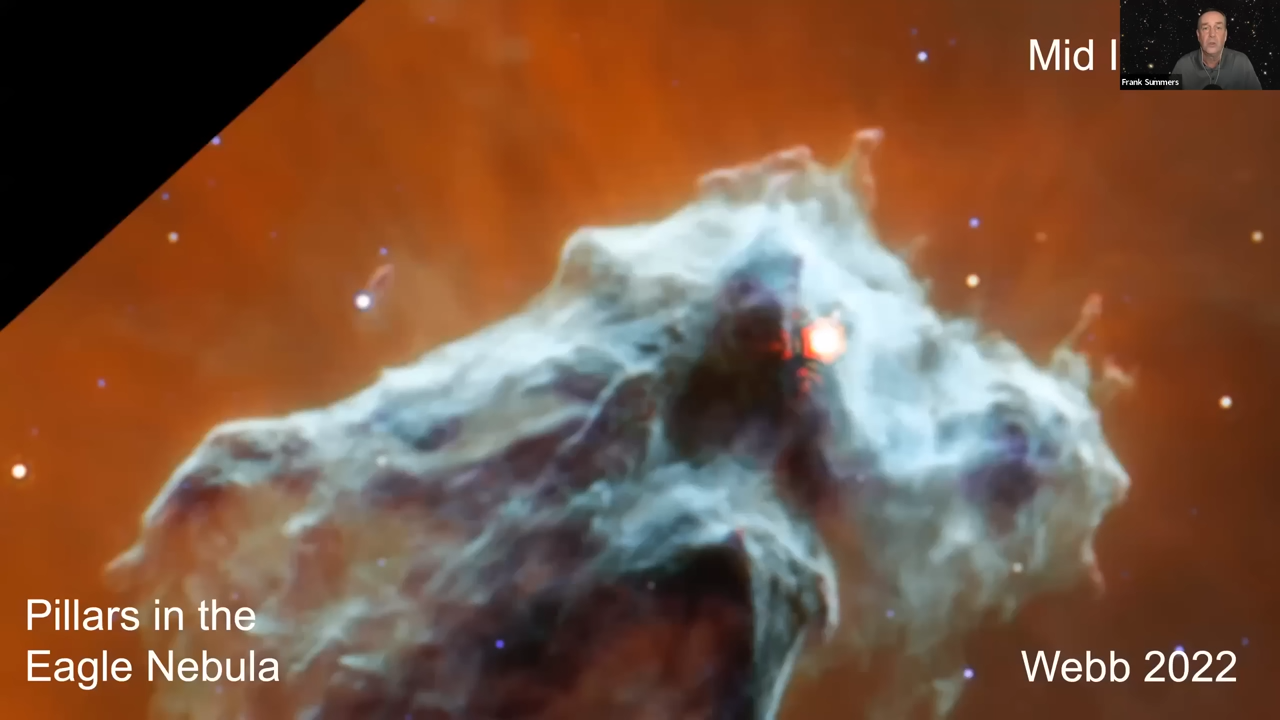 Mid I
Frank Summers
Pillars in the
Eagle Nebula
Webb 2022